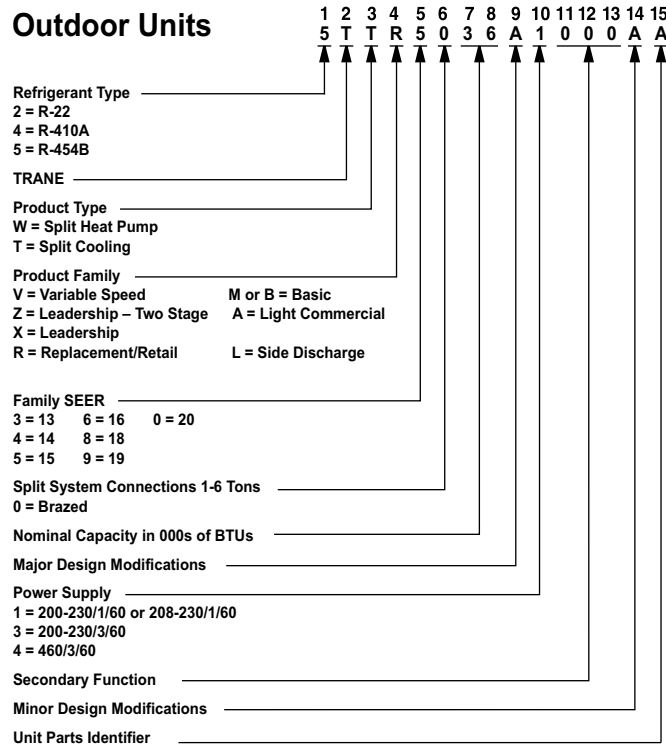 Outdoor Units
1 2 3 4 5 6 7 8 9 10 11 12 13 14 15
5 T T R 5 0 3 6 A 1 0 0 0 A A
Refrigerant Type
2 = R-22
4 = R-410A
5 = R-454B
TRANE
Product Type
W = Split Heat Pump
T = Split Cooling
Product Family
V = Variable Speed M or B = Basic
Z = Leadership – Two Stage A = Light Commercial
X = Leadership
R = Replacement/Retail L = Side Discharge
Family SEER
3 = 13 6 = 16 0 = 20
4 = 14 8 = 18
5 = 15 9 = 19
Split System Connections 1-6 Tons
0 = Brazed
Nominal Capacity in 000s of BTUs
Major Design Modifications
Power Supply
1 = 200-230/1/60 or 208-230/1/60
3 = 200-230/3/60
4 = 460/3/60
Secondary Function
Minor Design Modifications
Unit Parts Identifier